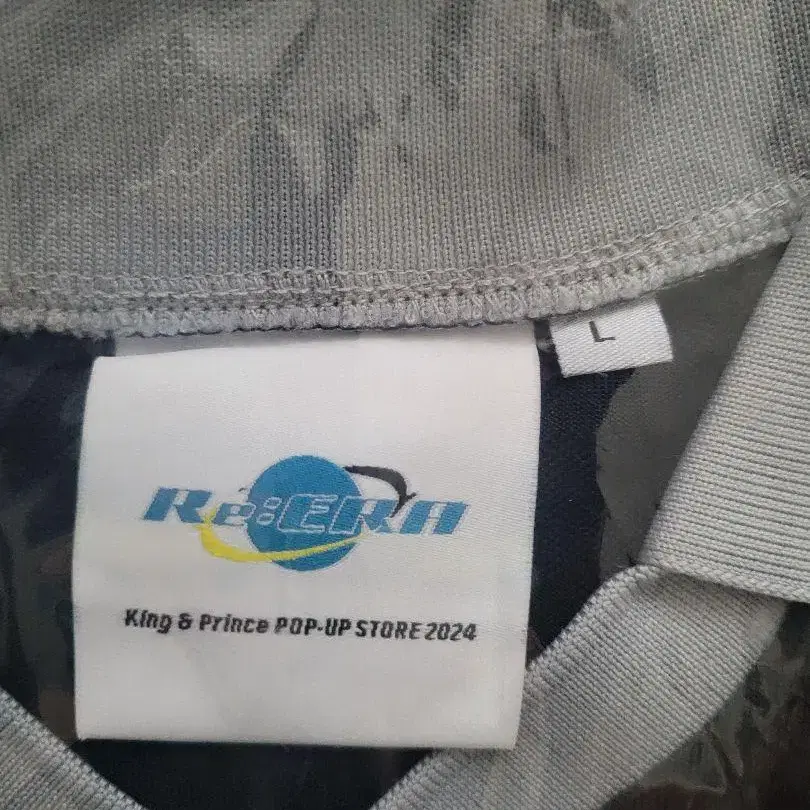 L
Re:ERA
King & Prince POP-UP STORE 2024